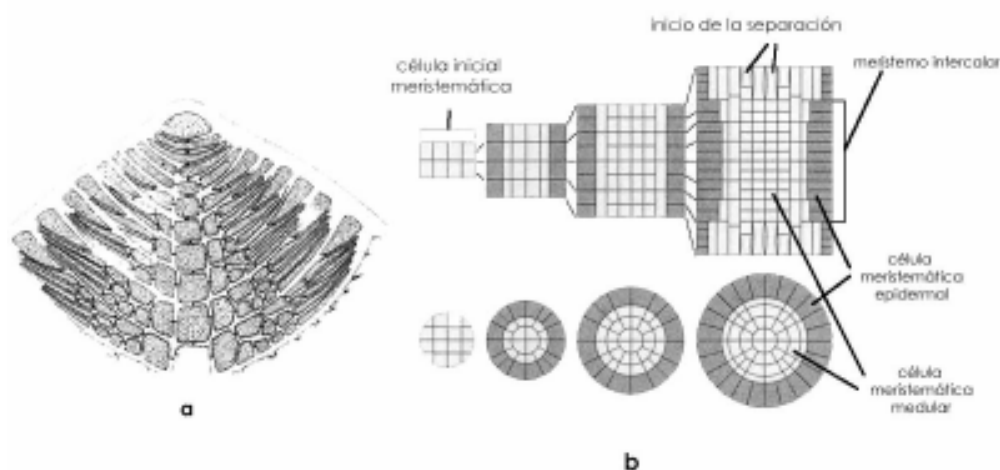 inicio de la separación
célula inicial
meristemática
meristemo intercalar
célula
meristemática
epidermal
célula
meristemática
medular
a
b